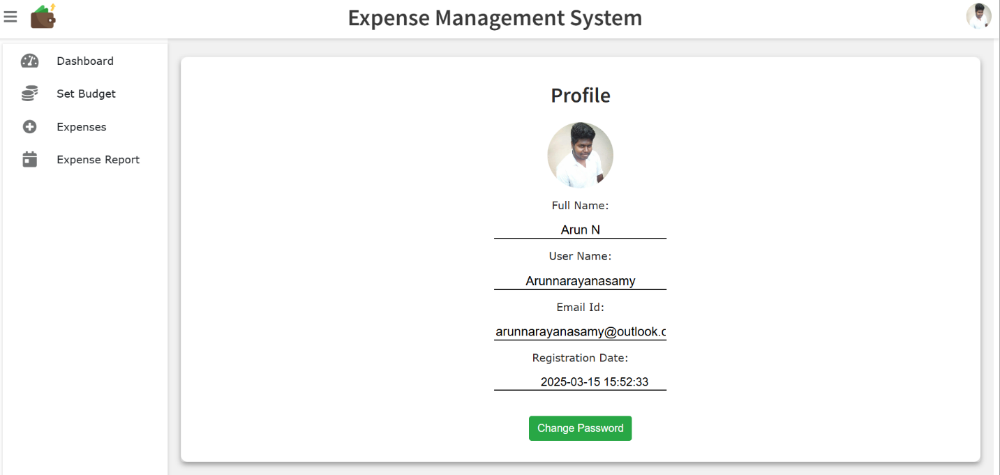 Expense Management System
Dashboard
Set Budget
Expenses
Expense Report
Profile
Full Name:
Arun N
User Name:
Arunnarayanasamy
Email Id:
arunnarayanasamy@outlook.c
Registration Date:
2025-03-15 15:52:33
Change Password